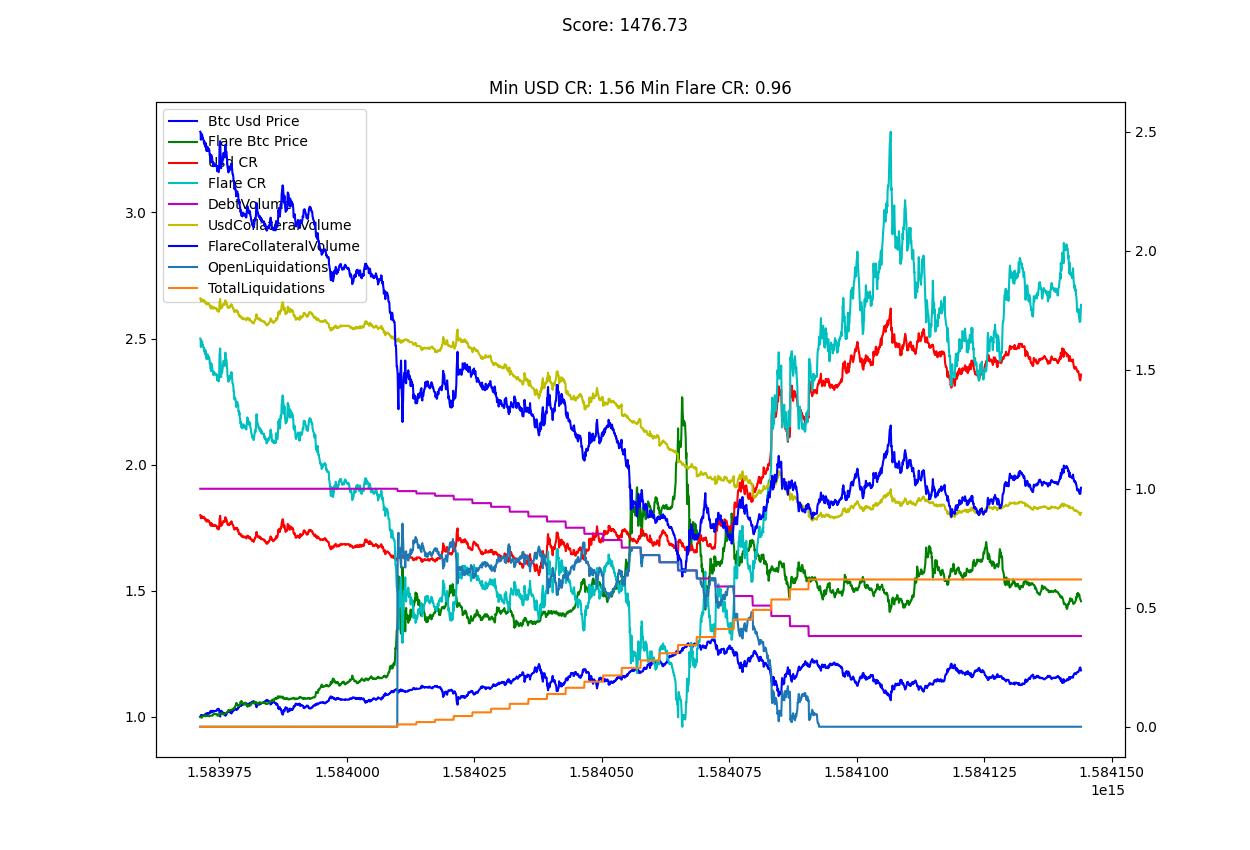 Score: 1476.73
Min USD CR: 1.56 Min Flare CR: 0.96
Btc Usd Price
Flare Btc Price
Usd CR
Flare CR
DebtVolume
UsdCollateralVolume
FlareCollateralVolume
OpenLiquidations
TotalLiquidations
3.0
2.5
2.0
1.5
1.0
2.5
2.0
1.5
1.0
0.5
0.0
1.583975 1.584000 1.584025 1.584050 1.584075 1.584100 1.584125 1.584150
1e15